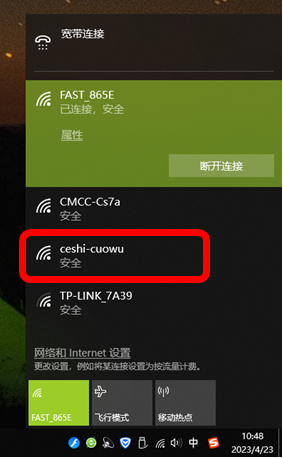 宽带连接
FAST_865E
已连接，安全
属性
断开连接
CMCC-Cs7a
安全
ceshi-cuowu
安全
TP-LINK_7A39
安全
网络和 Internet 设置
更改设置，例如将某连接设置为按流量计费。
FAST_865E
飞行模式
移动热点
中
10:48
2023/4/23